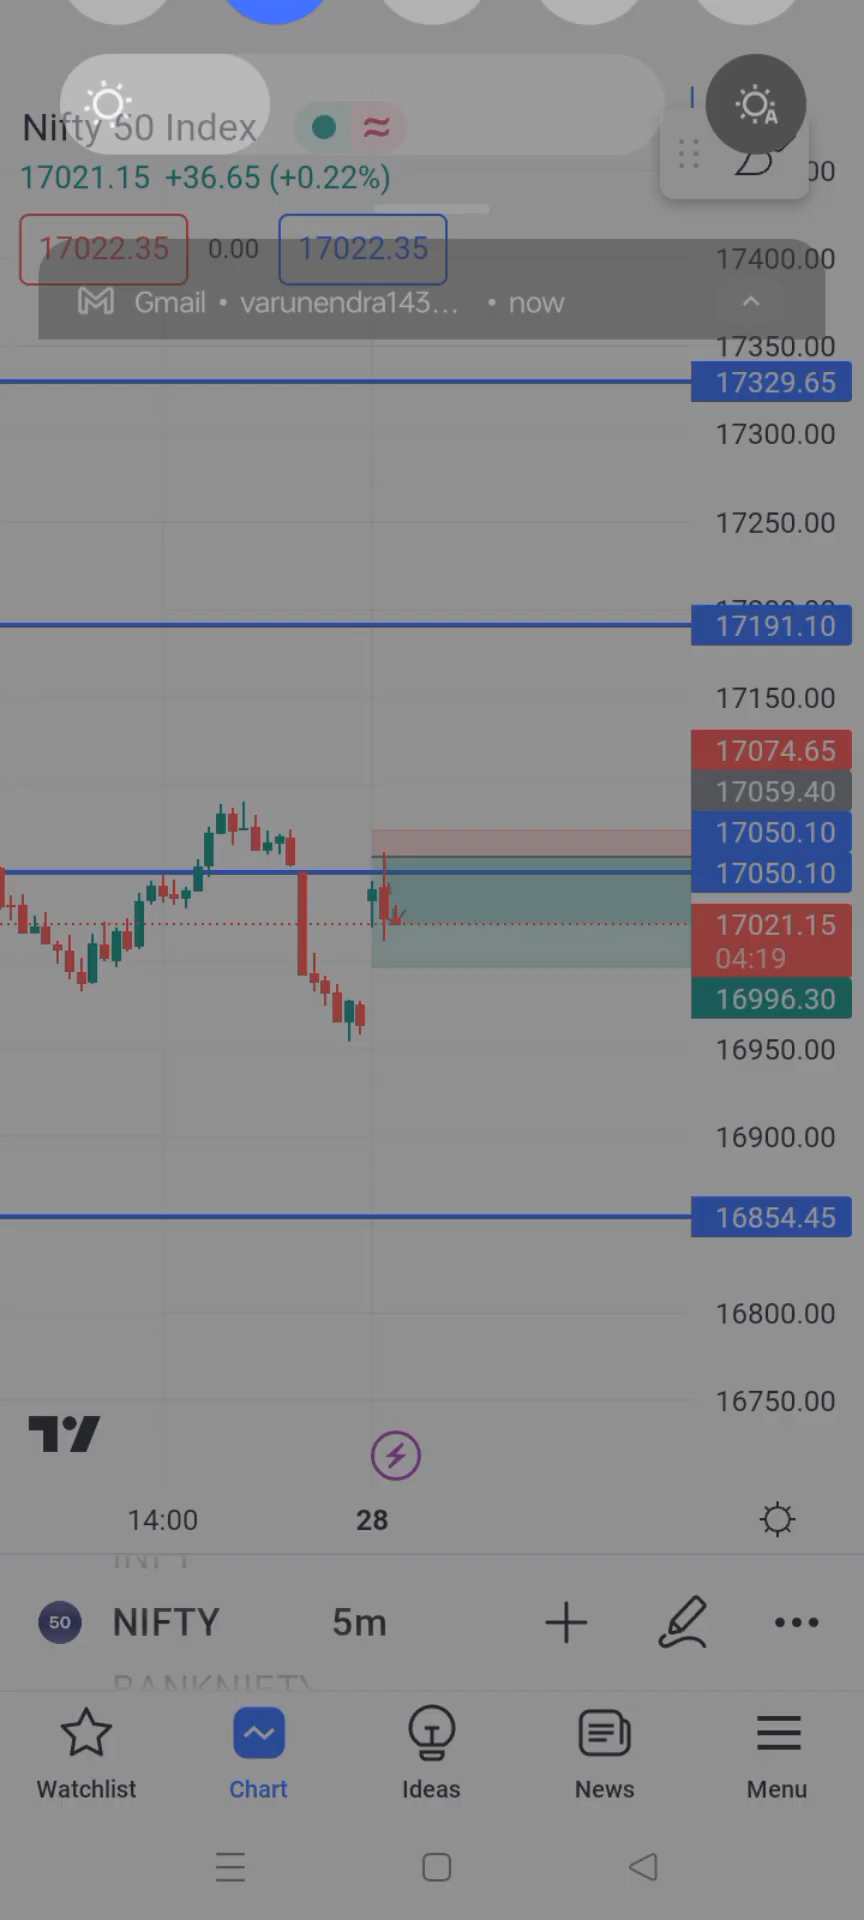 Nifty 50 Index
17021.15 +36.65 (+0.22%)
17022.35 0.00 17022.35
Gmail • varunendra143... • now
17400.00
17350.00
17329.65
17300.00
17250.00
17191.10
17150.00
17074.65
17059.40
17050.10
17050.10
17021.15
04:19
16996.30
16950.00
16900.00
16854.45
16800.00
16750.00
14:00 28
50 NIFTY 5m
BANKNIFTY
Watchlist Chart Ideas News Menu